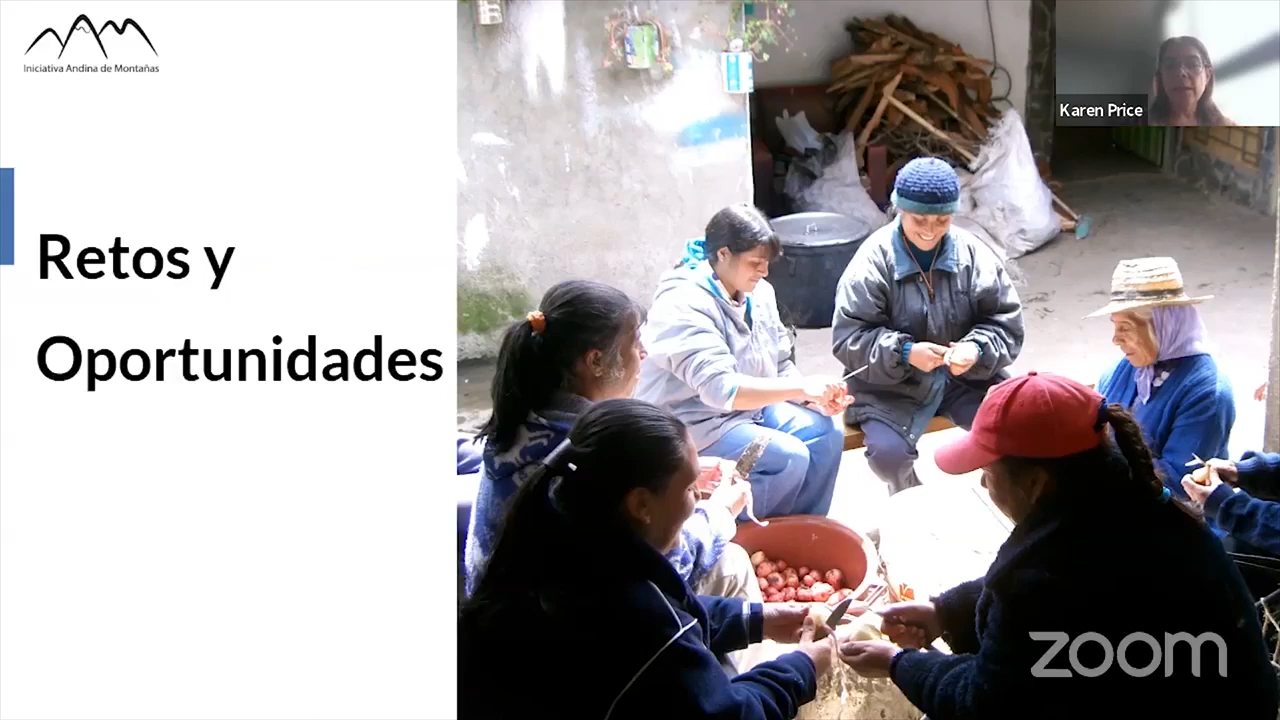 Iniciativa Andina de Montañas
Karen Price
Retos y
Oportunidades
zoom